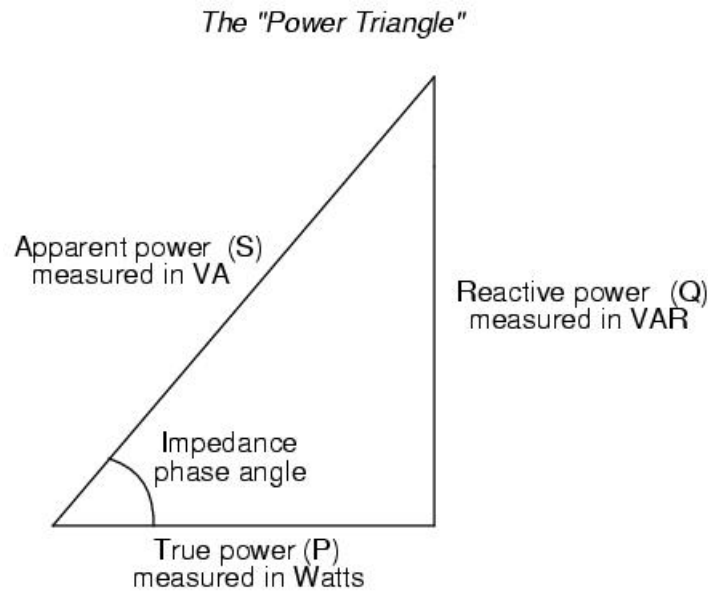 The "Power Triangle"
Apparent power (S)
measured in VA
Reactive power (Q)
measured in VAR
Impedance
phase angle
True power (P)
measured in Watts